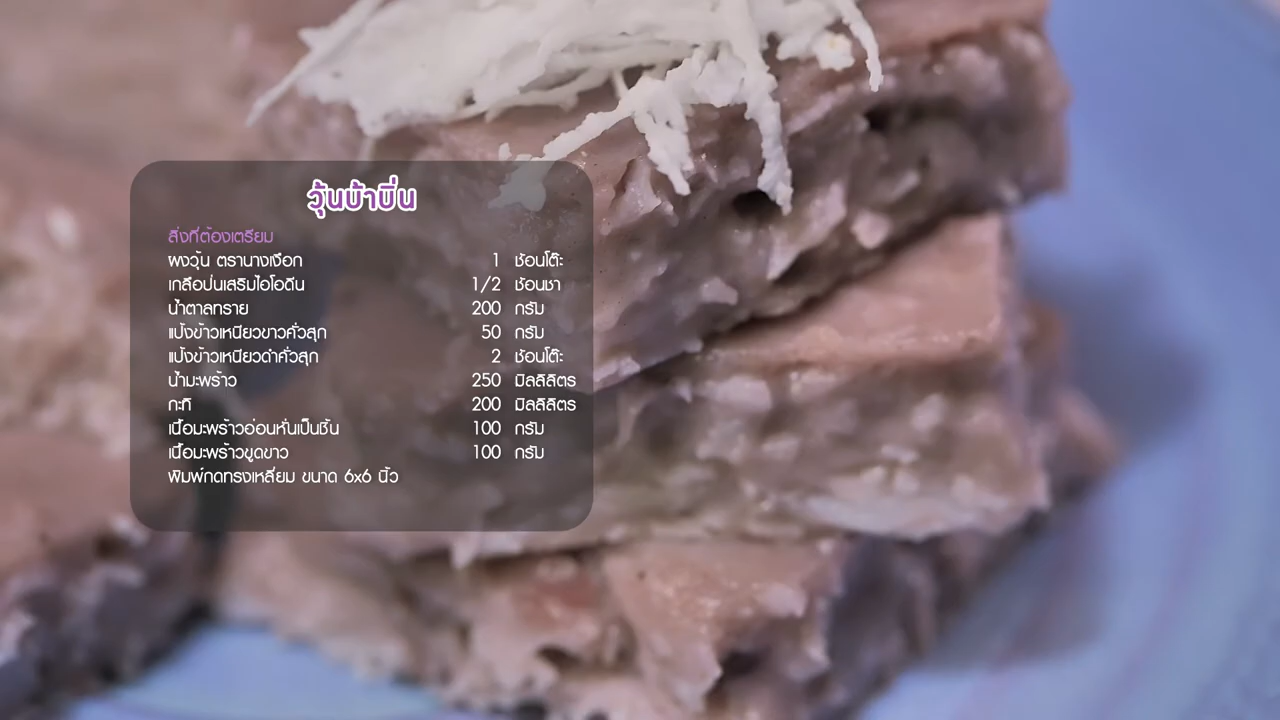 วุ้นบ้าบิ่น
สิ่งที่ต้องเตรียม
ผงวุ้น ตรานางเงือก 1 ช้อนโต๊ะ
เกลือป่นเสริมไอโอดีน 1/2 ช้อนชา
น้ำตาลทราย 200 กรัม
แป้งข้าวเหนียวขาวคั่วสุก 50 กรัม
แป้งข้าวเหนียวดำคั่วสุก 2 ช้อนโต๊ะ
น้ำมะพร้าว 250 มิลลิลิตร
กะทิ 200 มิลลิลิตร
เนื้อมะพร้าวอ่อนหั่นเป็นชิ้น 100 กรัม
เนื้อมะพร้าวขูดขาว 100 กรัม
พิมพ์กดทรงเหลี่ยม ขนาด 6x6 นิ้ว